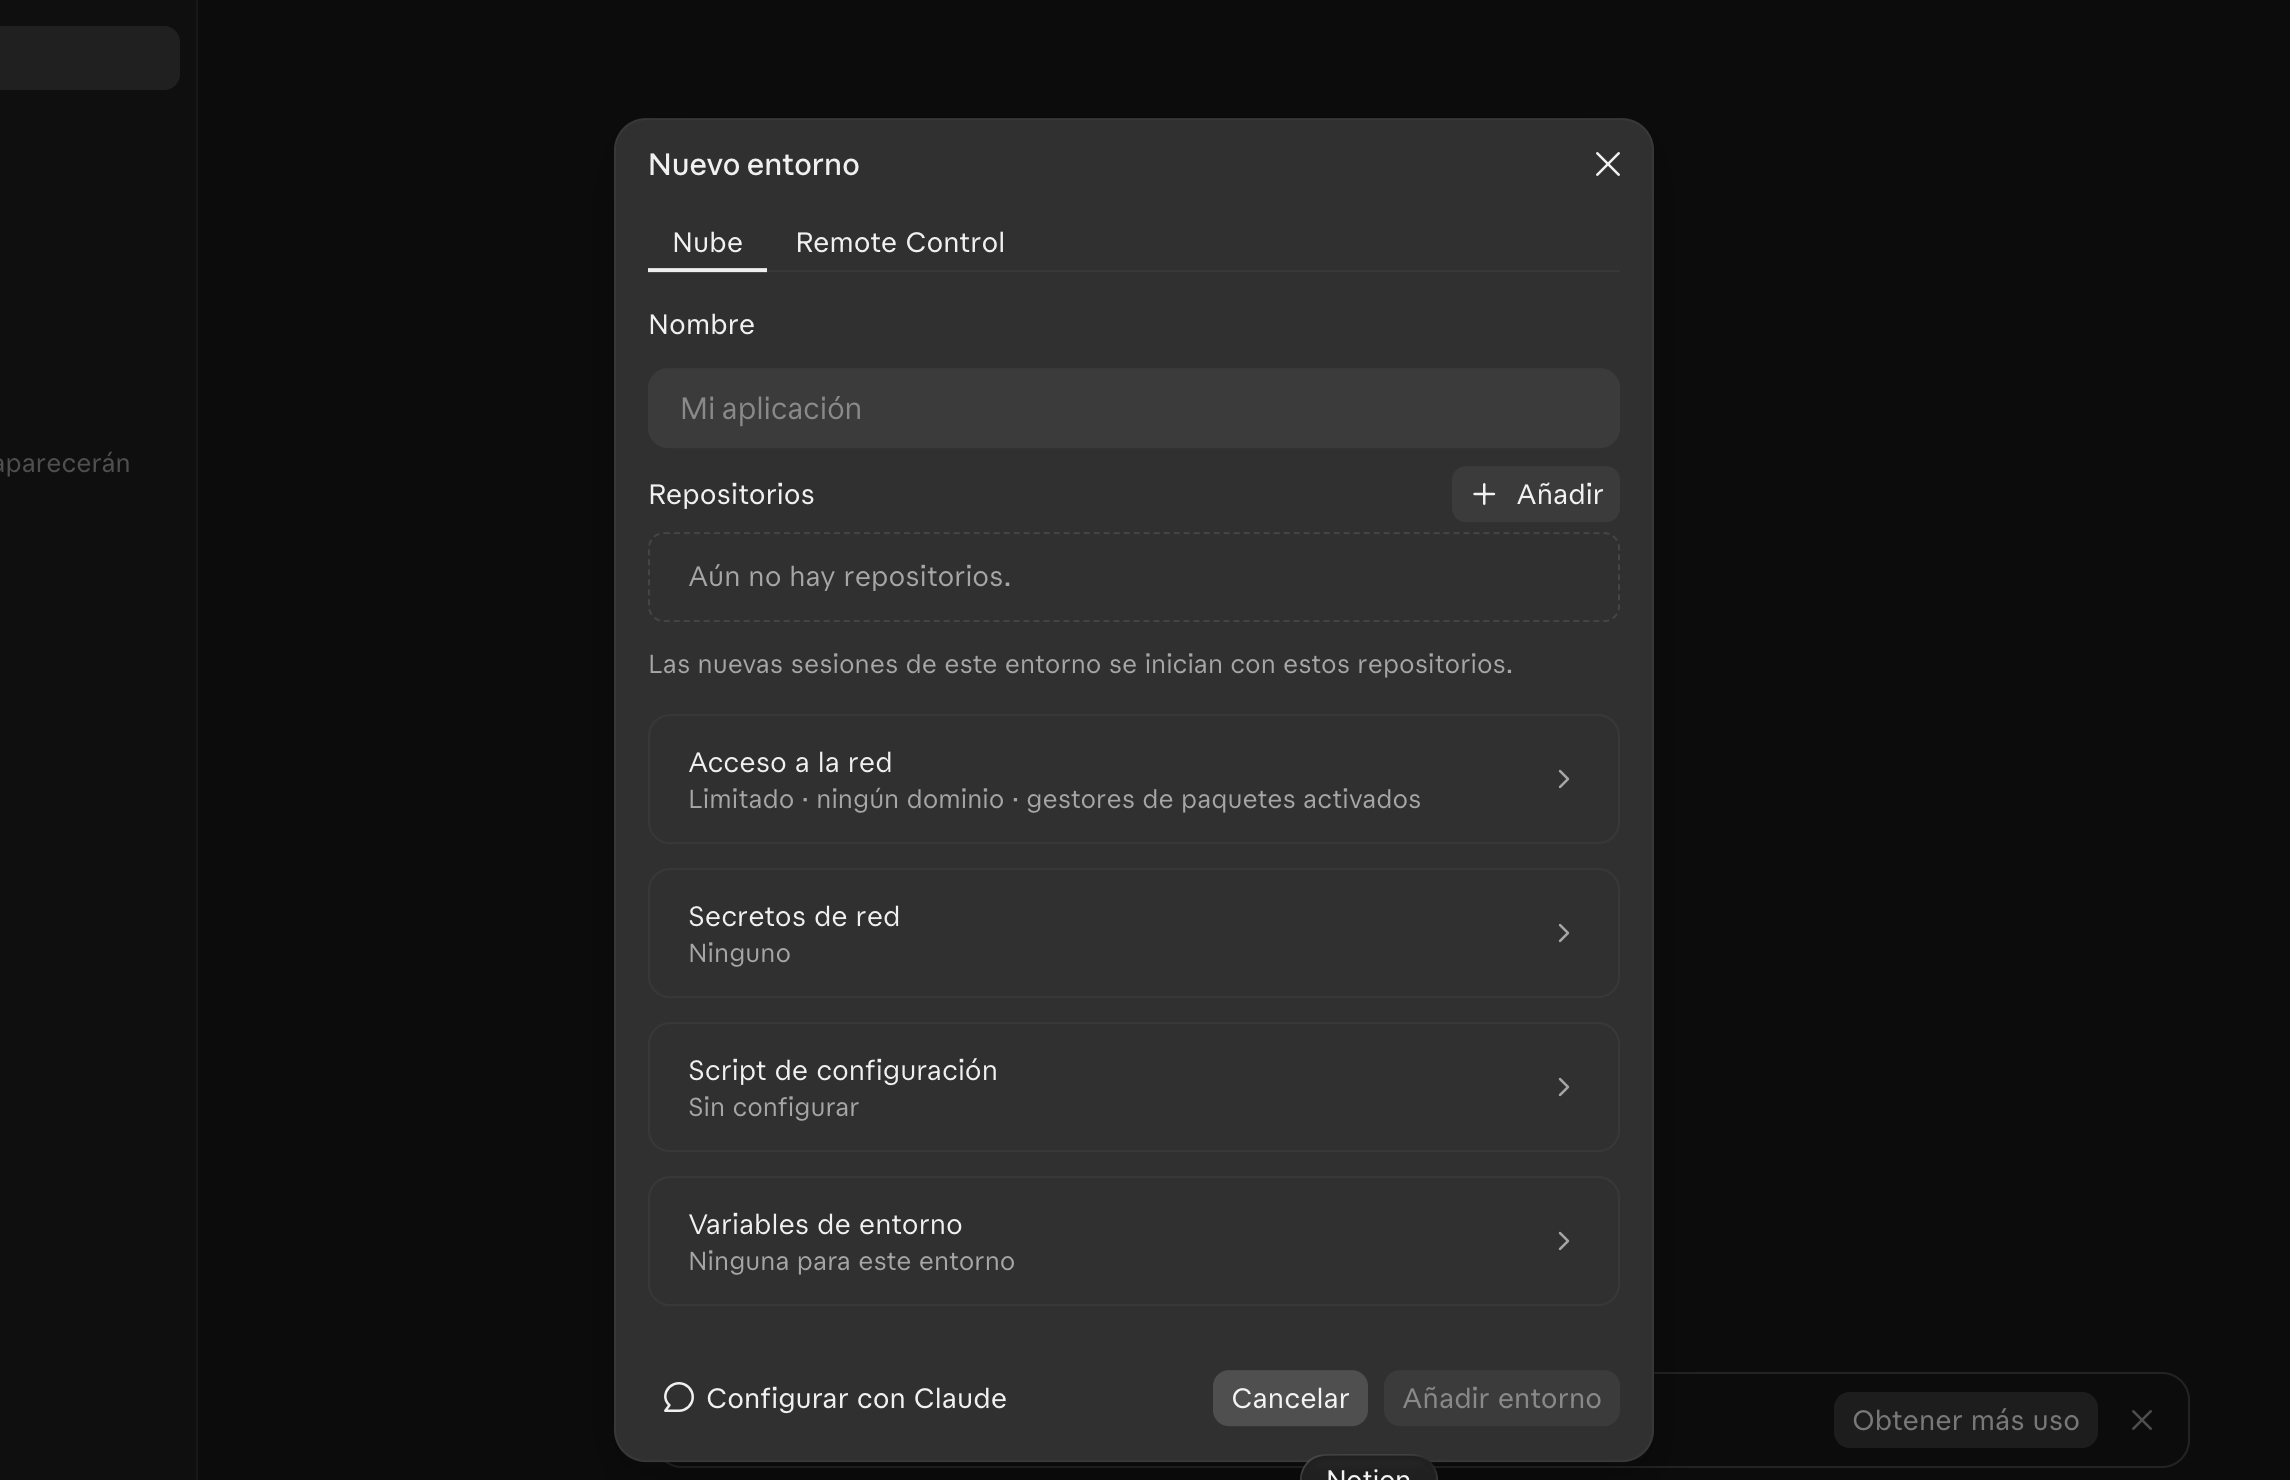 Nuevo entorno
Nube
Remote Control
Nombre
Mi aplicación
Repositorios
Añadir
Aún no hay repositorios.
aparecerán
Las nuevas sesiones de este entorno se inician con estos repositorios.
Acceso a la red
Limitado · ningún dominio · gestores de paquetes activados
Secretos de red
Ninguno
Script de configuración
Sin configurar
Variables de entorno
Ninguna para este entorno
Configurar con Claude
Cancelar
Añadir entorno
Obtener más uso
Notion